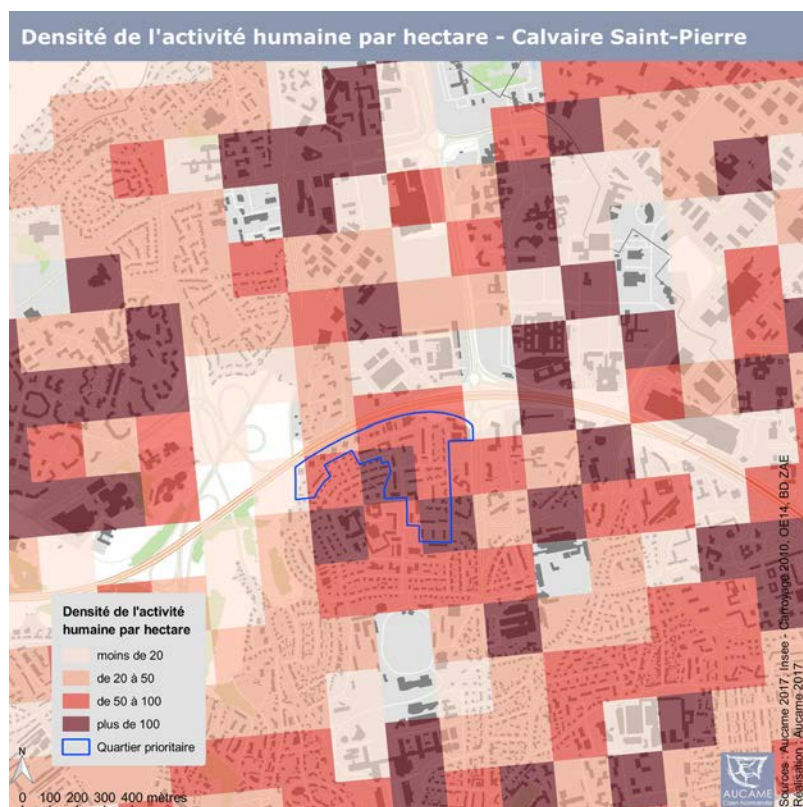 Densité de l'activité humaine par hectare - Calvaire Saint-Pierre
Densité de l'activité
humaine par hectare
moins de 20
de 20 à 50
de 50 à 100
plus de 100
Quartier prioritaire
N
0 100 200 300 400 mètres
Sources : Aucame 2017, Insee - Carroyage 2010, OE14, BD ZAE
Réalisation : Aucame 2017
AUCAME
Caen Normandie